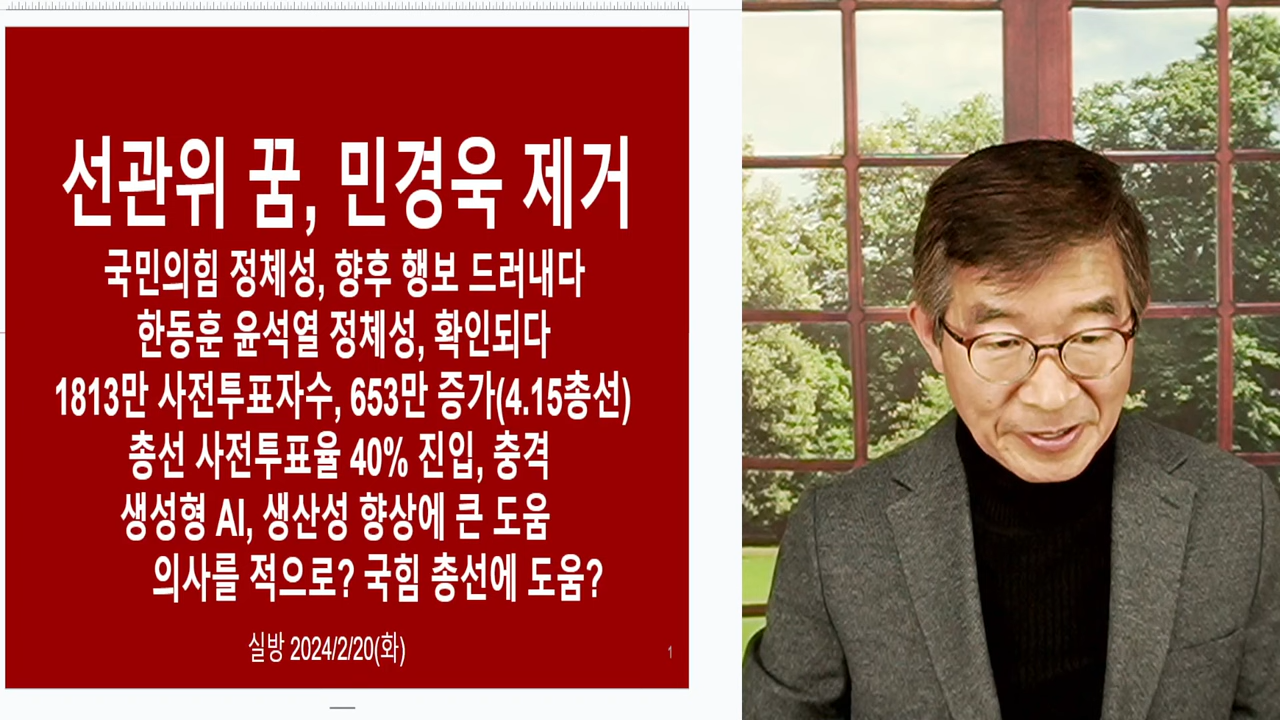 선관위 꿈, 민경욱 제거
국민의힘 정체성, 향후 행보 드러내다
한동훈 윤석열 정체성, 확인되다
1813만 사전투표자수, 653만 증가(4.15총선)
총선 사전투표율 40% 진입, 충격
생성형 AI, 생산성 향상에 큰 도움
의사를 적으로? 국힘 총선에 도움?
실방 2024/2/20(화)
1